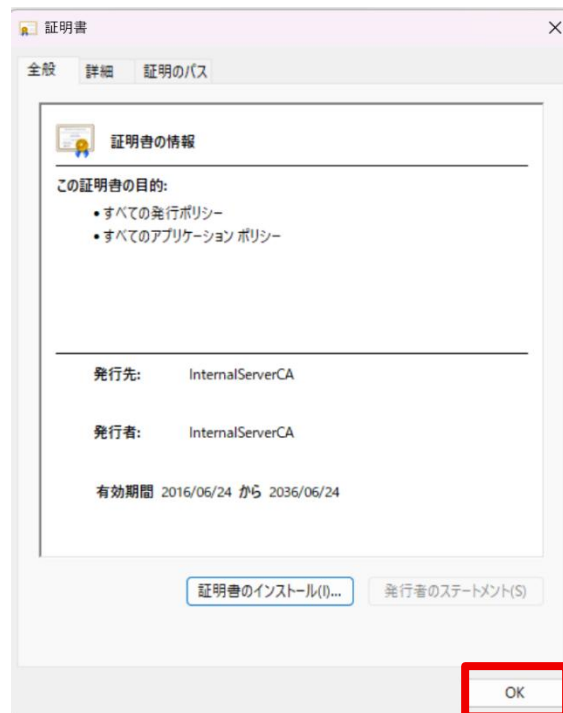 証明書
全般 詳細 証明のパス
証明書の情報
この証明書の目的:
• すべての発行ポリシー
• すべてのアプリケーション ポリシー
発行先: InternalServerCA
発行者: InternalServerCA
有効期間 2016/06/24 から 2036/06/24
証明書のインストール(I)... 発行者のステートメント(S)
OK